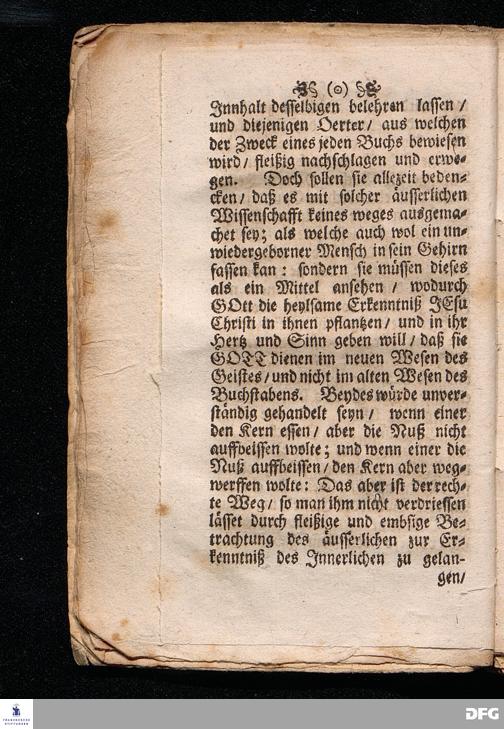 (o)
Innhalt desselbigen belehren lassen /
und diejenigen Oerter / aus welchen
der Zweck eines jeden Buchs bewiesen
wird / fleißig nachschlagen und erwe-
gen. Doch sollen sie allezeit beden-
cken / daß es mit solcher äusserlichen
Wissenschafft keines weges ausgema-
chet sey; als welche auch wol ein un-
wiedergeborner Mensch in sein Gehirn
fassen kan: sondern sie müssen dieses
als ein Mittel ansehen / wodurch
GOtt die heylsame Erkenntniß JEsu
Christi in ihnen pflantzen / und in ihr
Hertz und Sinn geben will / daß sie
GOTT dienen im neuen Wesen des
Geistes / und nicht im alten Wesen des
Buchstabens. Beydes würde unver-
ständig gehandelt seyn / wenn einer
den Kern essen / aber die Nuß nicht
auffbeissen wolte; und wenn einer die
Nuß auffbeissen / den Kern aber weg-
werffen wolte: Das aber ist der rech-
te Weg / so man ihm nicht verdriessen
lässet durch fleißige und embsige Be-
trachtung des äusserlichen zur Er-
kenntniß des Innerlichen zu gelan-
gen /
FRANCKESCHE
STIFTUNGEN
DFG